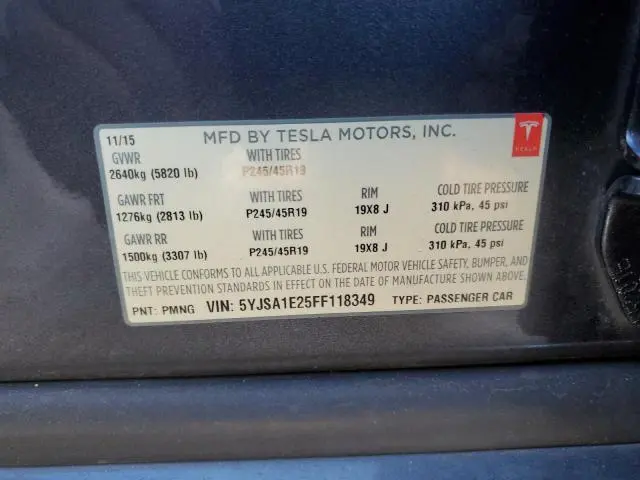 11/15 MFD BY TESLA MOTORS, INC.
GVWR WITH TIRES
2640kg (5820 lb) P245/45R19
TESLA
GAWR FRT WITH TIRES RIM COLD TIRE PRESSURE
1276kg (2813 lb) P245/45R19 19X8 J 310 kPa, 45 psi
GAWR RR WITH TIRES RIM COLD TIRE PRESSURE
1500kg (3307 lb) P245/45R19 19X8 J 310 kPa, 45 psi
THIS VEHICLE CONFORMS TO ALL APPLICABLE U.S. FEDERAL MOTOR VEHICLE SAFETY, BUMPER, AND
THEFT PREVENTION STANDARDS IN EFFECT ON THE DATE OF MANUFACTURE SHOWN ABOVE.
PNT: PMNG VIN: 5YJSA1E25FF118349 TYPE: PASSENGER CAR